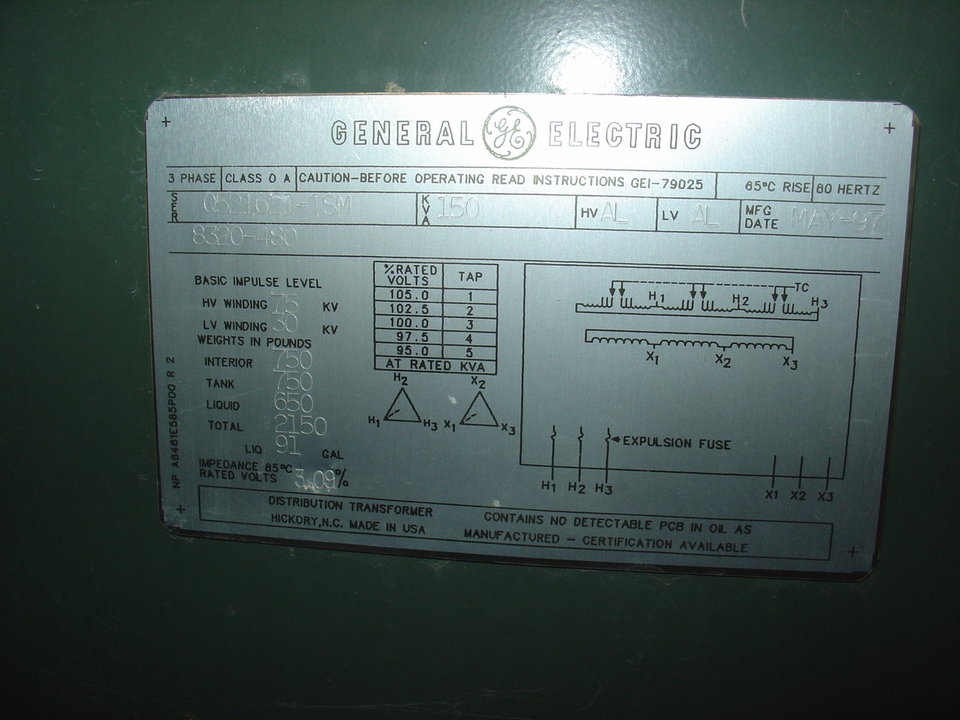 GENERAL GE ELECTRIC
3 PHASE CLASS O A CAUTION-BEFORE OPERATING READ INSTRUCTIONS GEI-79025 65°C RISE 60 HERTZ
SER KVA 150 HV AL LV AL MFG DATE MAY-97
8320-480
BASIC IMPULSE LEVEL
HV WINDING 75 KV
LV WINDING 30 KV
WEIGHTS IN POUNDS
INTERIOR 750
TANK 750
LIQUID 650
TOTAL 2150
LIQ 91 GAL
IMPEDANCE 85°C
RATED VOLTS 3.09%
NP A6481E565P00 R 2
%RATED VOLTS TAP
105.0 1
102.5 2
100.0 3
97.5 4
95.0 5
AT RATED KVA
H2 X2
H1 H3 X1 X3
TC
H1 H2 H3
X1 X2 X3
EXPULSION FUSE
H1 H2 H3
X1 X2 X3
DISTRIBUTION TRANSFORMER
HICKORY, N.C. MADE IN USA
CONTAINS NO DETECTABLE PCB IN OIL AS
MANUFACTURED - CERTIFICATION AVAILABLE